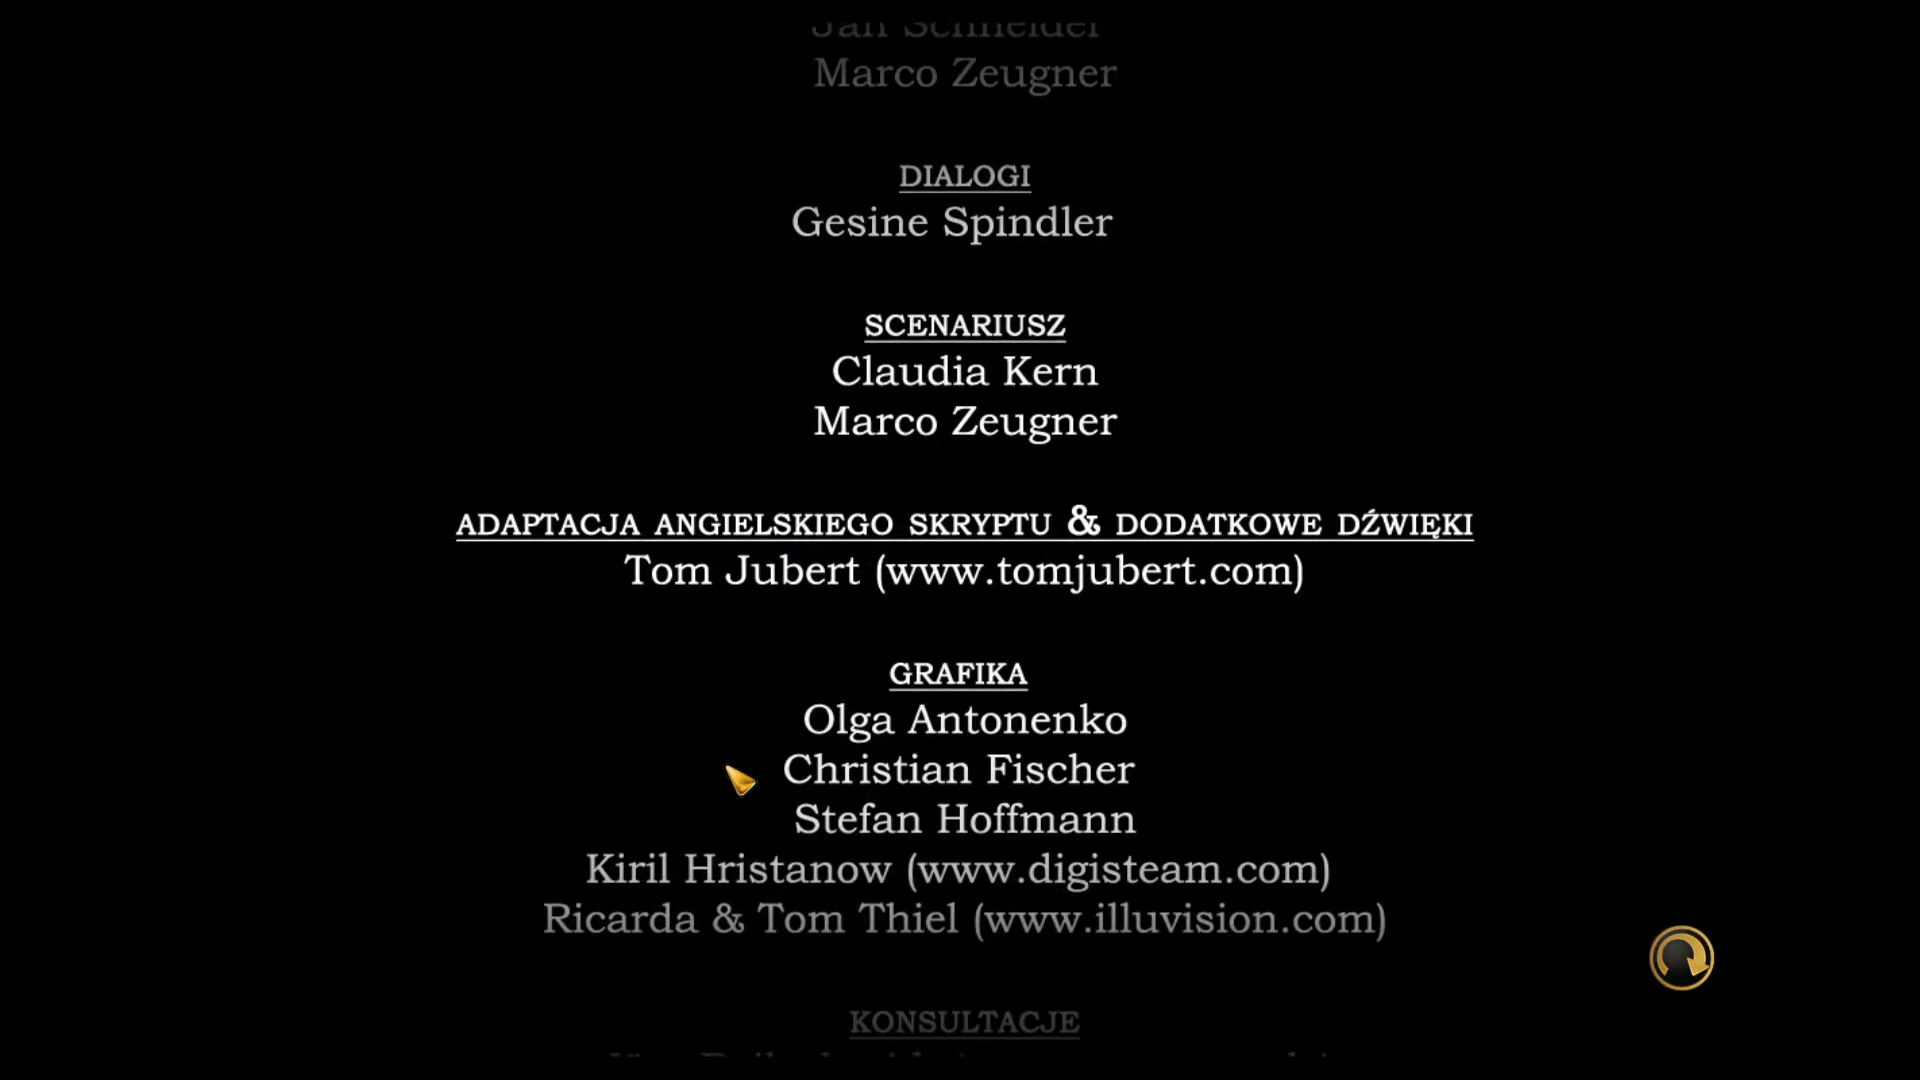 Jan Schneider
Marco Zeugner
DIALOGI
Gesine Spindler
SCENARIUSZ
Claudia Kern
Marco Zeugner
ADAPTACJA ANGIELSKIEGO SKRYPTU & DODATKOWE DŹWIĘKI
Tom Jubert (www.tomjubert.com)
GRAFIKA
Olga Antonenko
Christian Fischer
Stefan Hoffmann
Kiril Hristanow (www.digisteam.com)
Ricarda & Tom Thiel (www.illuvision.com)
KONSULTACJE